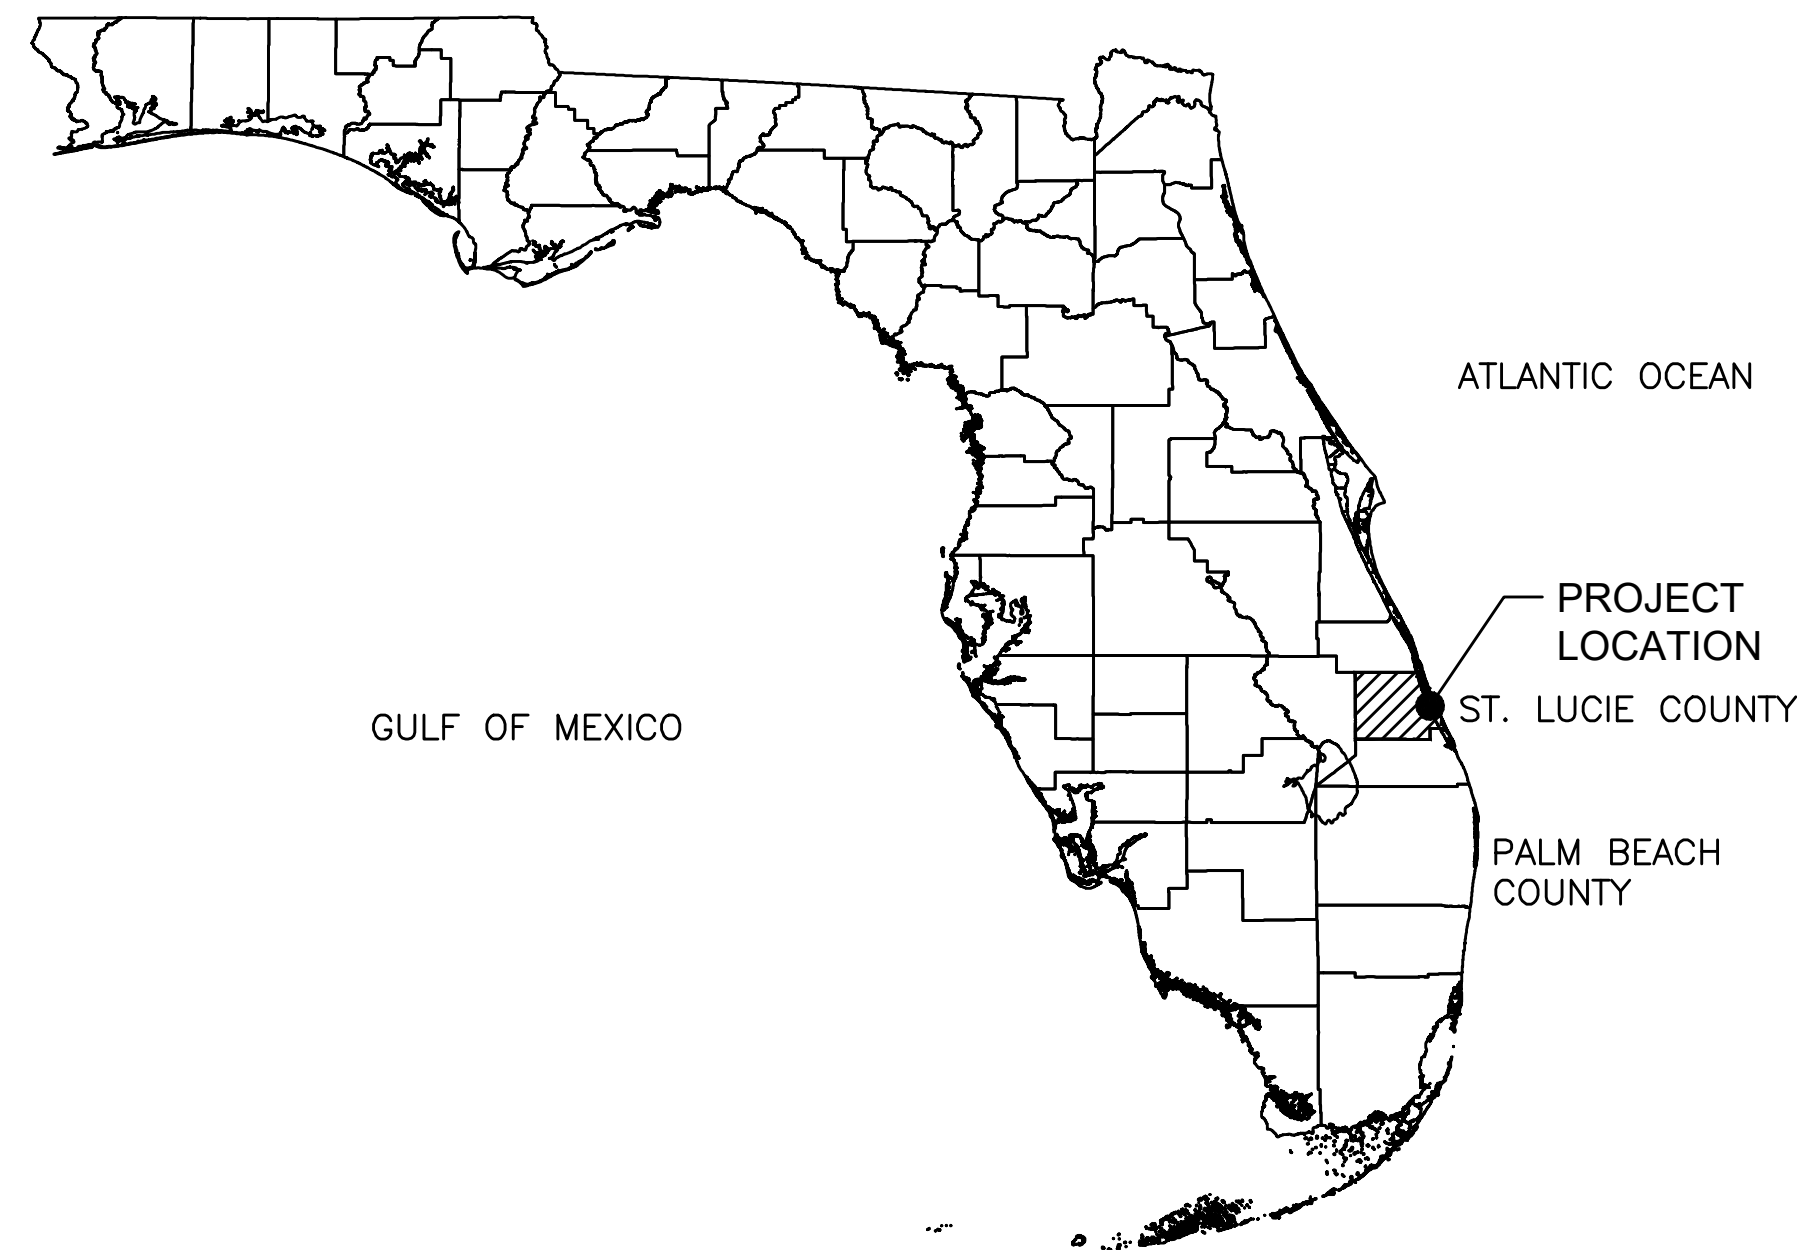 ATLANTIC OCEAN
PROJECT
LOCATION
ST. LUCIE COUNTY
GULF OF MEXICO
PALM BEACH
COUNTY